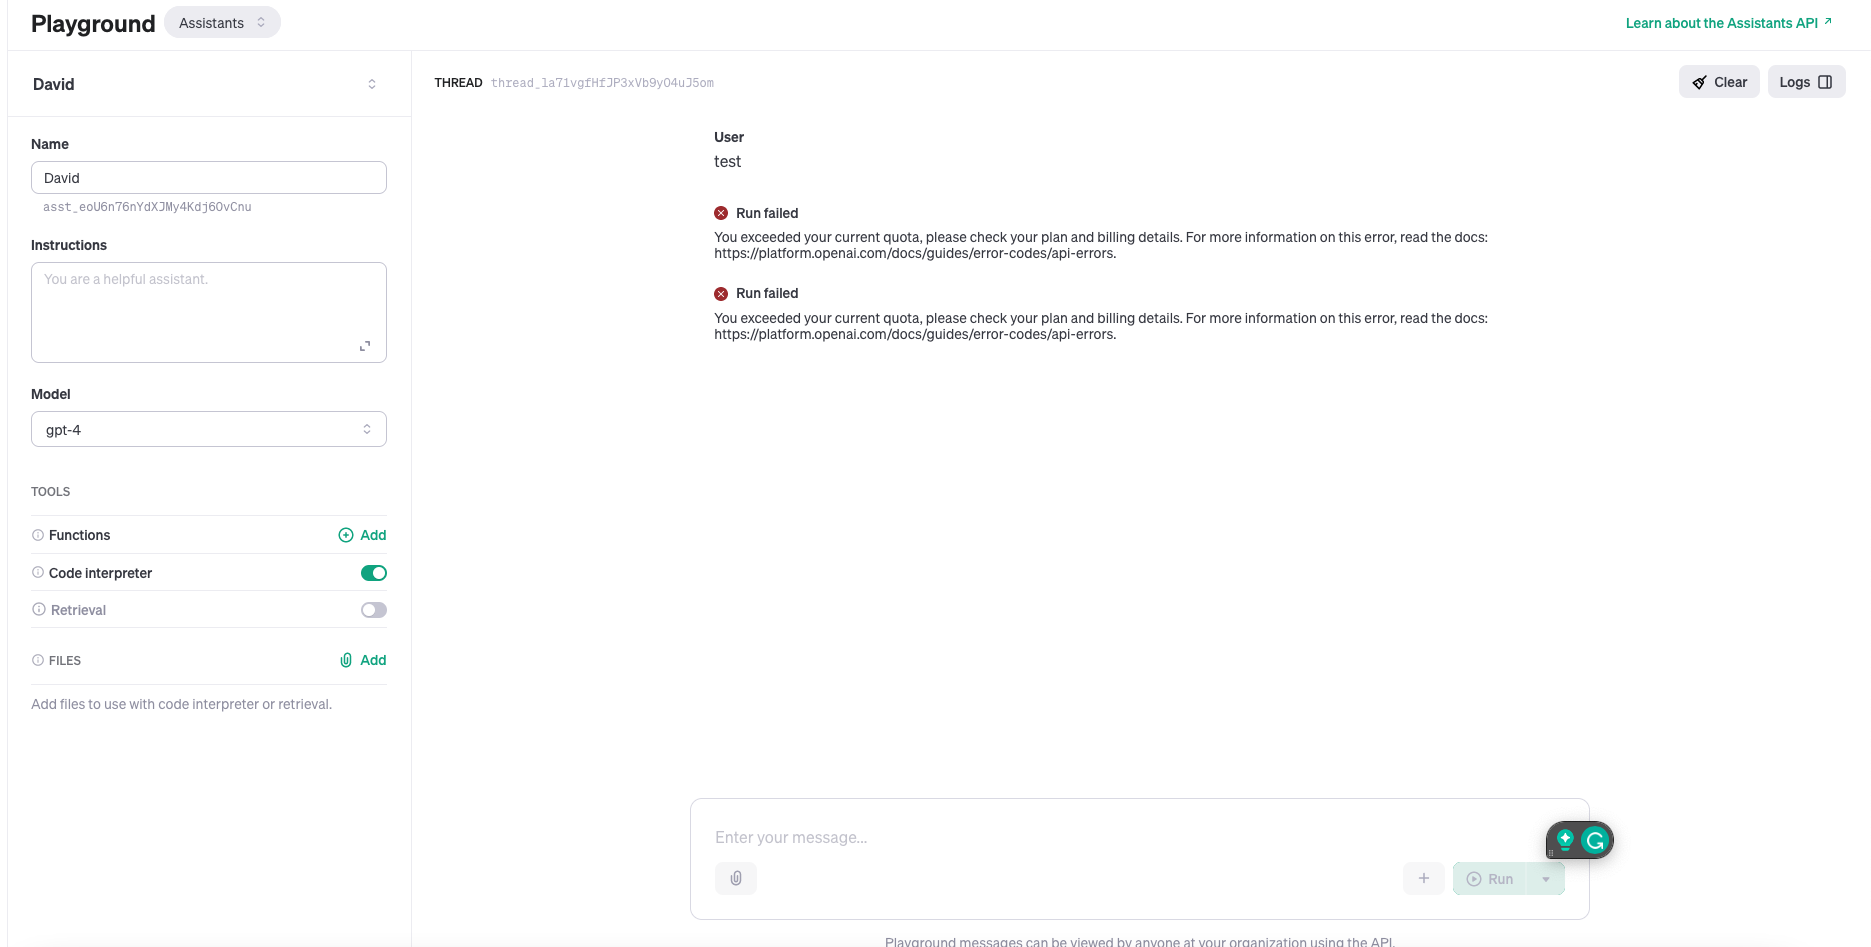 Playground
Assistants
Learn about the Assistants API
David
THREAD thread_la71vgfHfJP3xVb9yO4uJ5om
Clear
Logs
Name
David
asst_eoU6n76nYdXJMy4Kdj6OvCnu
Instructions
You are a helpful assistant.
Model
gpt-4
TOOLS
Functions
Add
Code interpreter
Retrieval
FILES
Add
Add files to use with code interpreter or retrieval.
User
test
Run failed
You exceeded your current quota, please check your plan and billing details. For more information on this error, read the docs:
https://platform.openai.com/docs/guides/error-codes/api-errors.
Run failed
You exceeded your current quota, please check your plan and billing details. For more information on this error, read the docs:
https://platform.openai.com/docs/guides/error-codes/api-errors.
Enter your message...
Run
Playground messages can be viewed by anyone at your organization using the API.